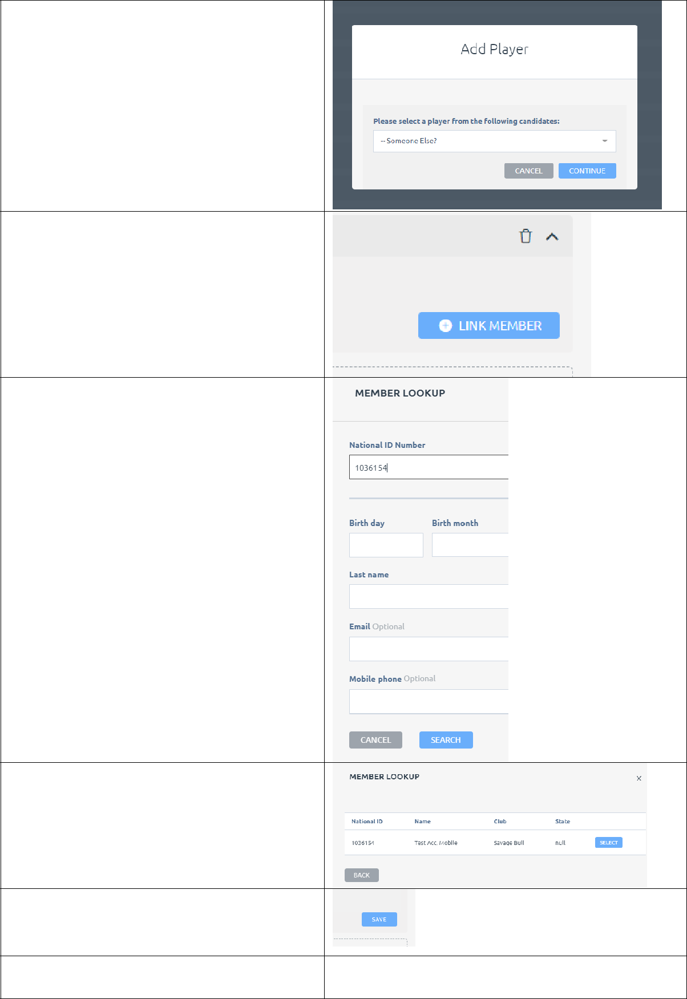 Add Player
Please select a player from the following candidates:
-- Someone Else?
CANCEL CONTINUE
LINK MEMBER
MEMBER LOOKUP
National ID Number
1036154
Birth day Birth month
Last name
Email Optional
Mobile phone Optional
CANCEL SEARCH
MEMBER LOOKUP x
National ID Name Club State
1036154 Test Acc, Mobile Savage Bull null SELECT
BACK
SAVE